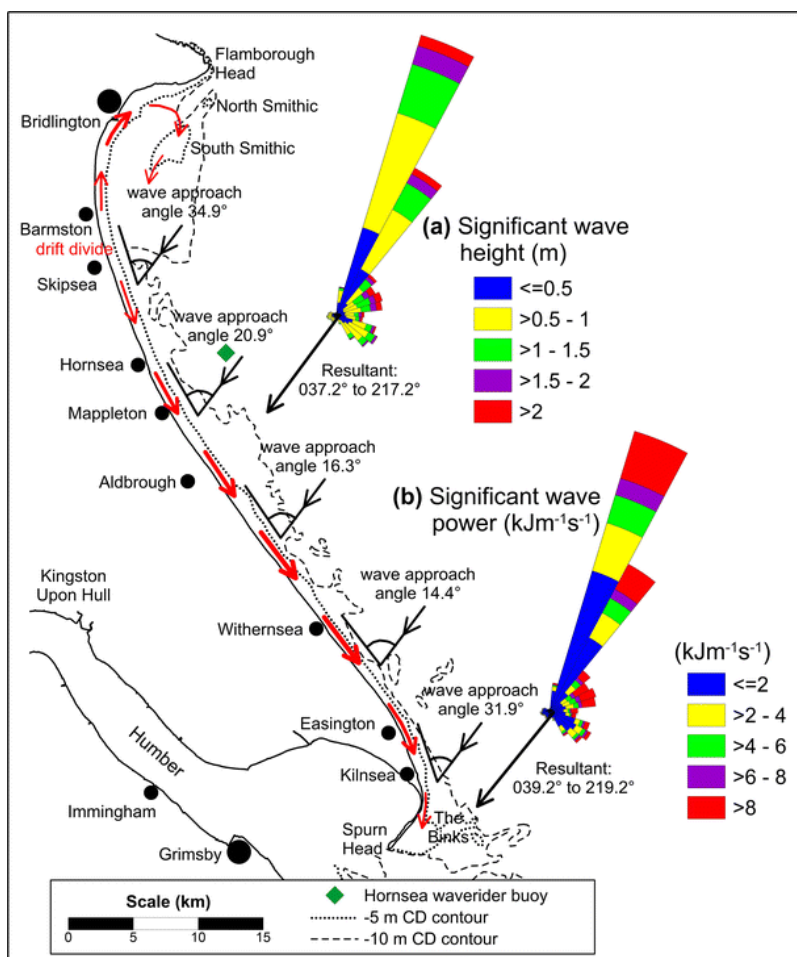 Flamborough
Head
North Smithic
Bridlington
South Smithic
wave approach
angle 34.9°
Barmston
drift divide
Skipsea
(a) Significant wave
height (m)
<=0.5
>0.5 - 1
>1 - 1.5
>1.5 - 2
>2
wave approach
angle 20.9°
Hornsea
Resultant:
037.2° to 217.2°
Mappleton
wave approach
angle 16.3°
Aldbrough
(b) Significant wave
power (kJm⁻¹s⁻¹)
Kingston
Upon Hull
wave approach
angle 14.4°
Withernsea
(kJm⁻¹s⁻¹)
<=2
>2 - 4
>4 - 6
>6 - 8
>8
wave approach
angle 31.9°
Easington
Humber
Kilnsea
Resultant:
039.2° to 219.2°
Immingham
The
Binks
Spurn
Head
Grimsby
Scale (km)
0 5 10 15
Hornsea waverider buoy
-5 m CD contour
-10 m CD contour